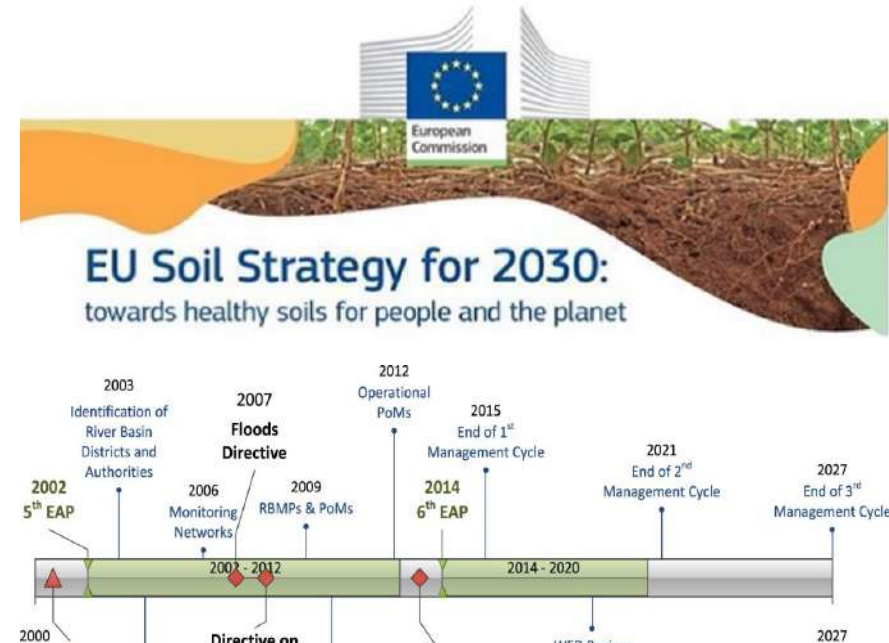 European
Commission
EU Soil Strategy for 2030:
towards healthy soils for people and the planet
2003
Identification of
River Basin
Districts and
Authorities
2007
Floods
Directive
2012
Operational
PoMs
2015
End of 1st
Management Cycle
2002
5th EAP
2006
Monitoring
Networks
2009
RBMPs & PoMs
2014
6th EAP
2021
End of 2nd
Management Cycle
2027
End of 3rd
Management Cycle
2002 - 2012
2014 - 2020
2000
Directive on
2027